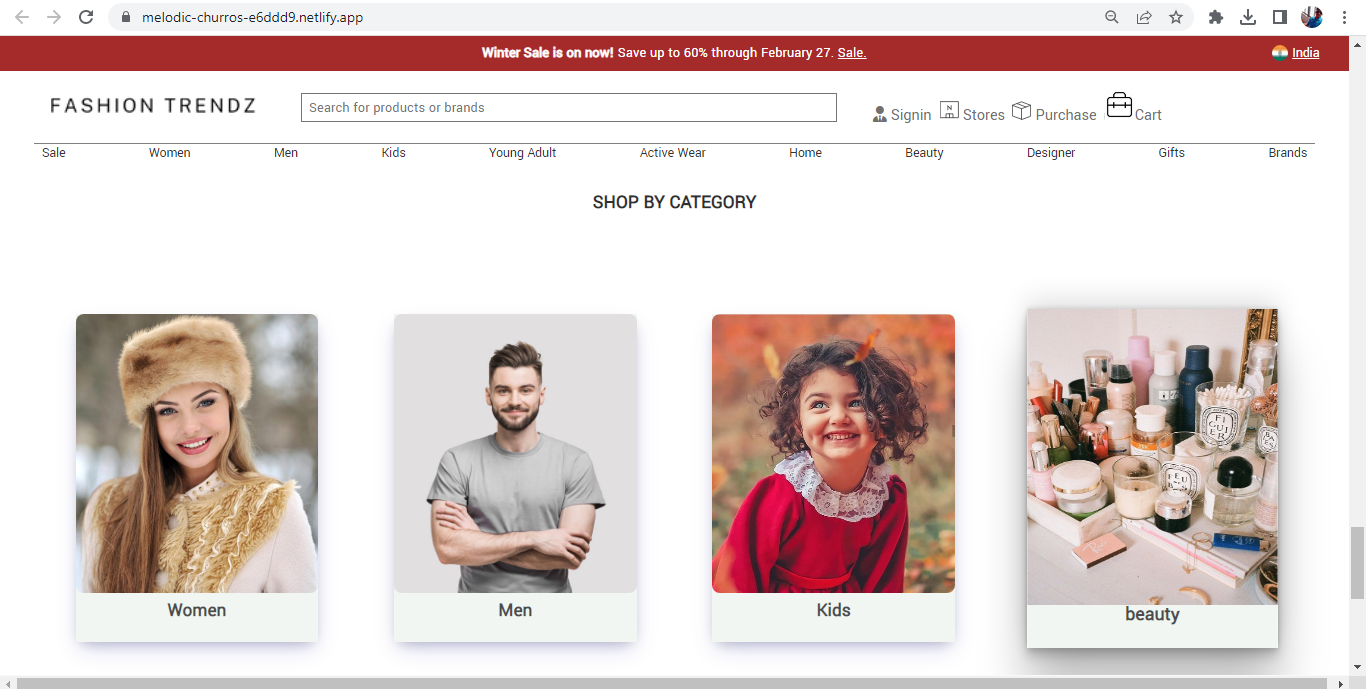 melodic-churros-e6ddd9.netlify.app
Winter Sale is on now! Save up to 60% through February 27. Sale.
India
FASHION TRENDZ
Search for products or brands
Signin
N
Stores
Purchase
Cart
Sale Women Men Kids Young Adult Active Wear Home Beauty Designer Gifts Brands
SHOP BY CATEGORY
FIGUIER
Women
Men
Kids
beauty